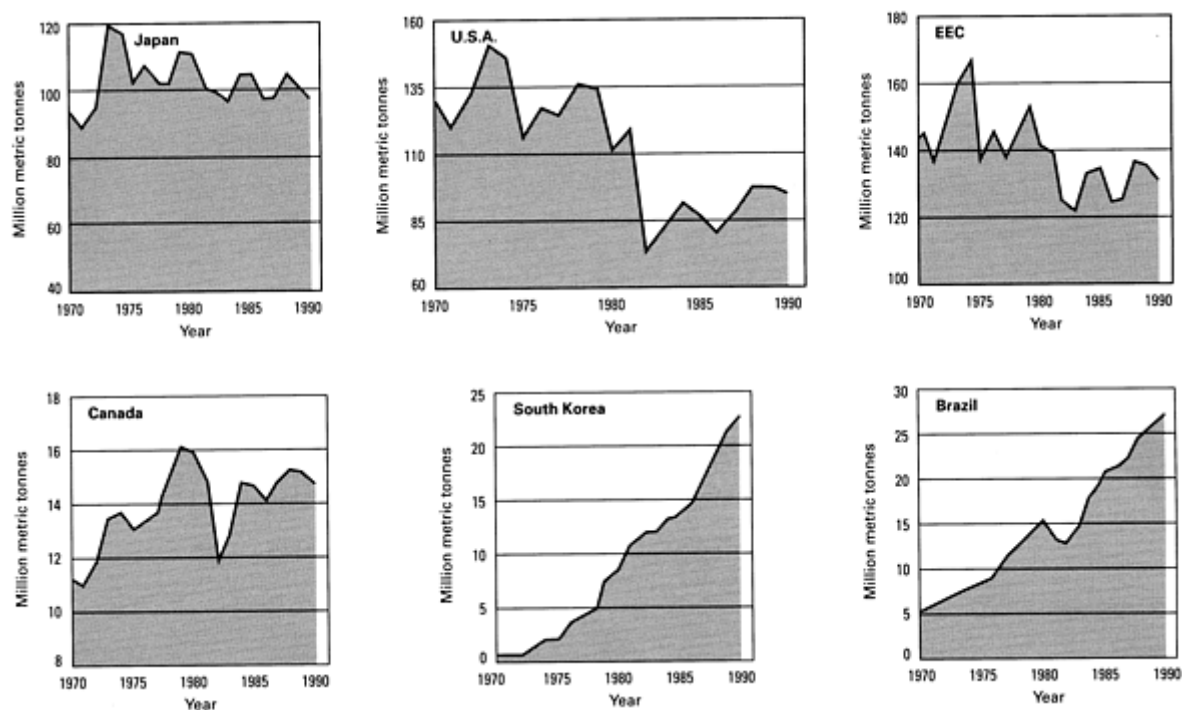 Japan
Million metric tonnes
120
100
80
60
40
1970 1975 1980 1985 1990
Year
U.S.A.
Million metric tonnes
160
135
110
85
60
1970 1975 1980 1985 1990
Year
EEC
Million metric tonnes
180
160
140
120
100
1970 1975 1980 1985 1990
Year
Canada
Million metric tonnes
18
16
14
12
10
8
1970 1975 1980 1985 1990
Year
South Korea
Million metric tonnes
25
20
15
10
5
0
1970 1975 1980 1985 1990
Year
Brazil
Million metric tonnes
30
25
20
15
10
5
0
1970 1975 1980 1985 1990
Year